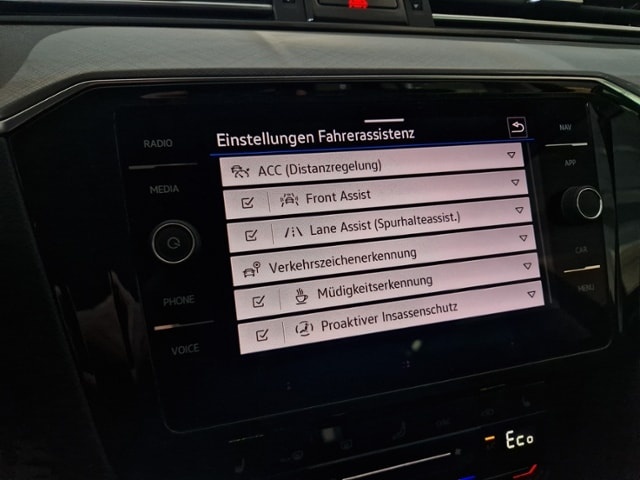 Einstellungen Fahrerassistenz
ACC (Distanzregelung)
Front Assist
Lane Assist (Spurhalteassist.)
Verkehrszeichenerkennung
Müdigkeitserkennung
Proaktiver Insassenschutz
RADIO
MEDIA
PHONE
VOICE
NAV
APP
CAR
MENU
Eco